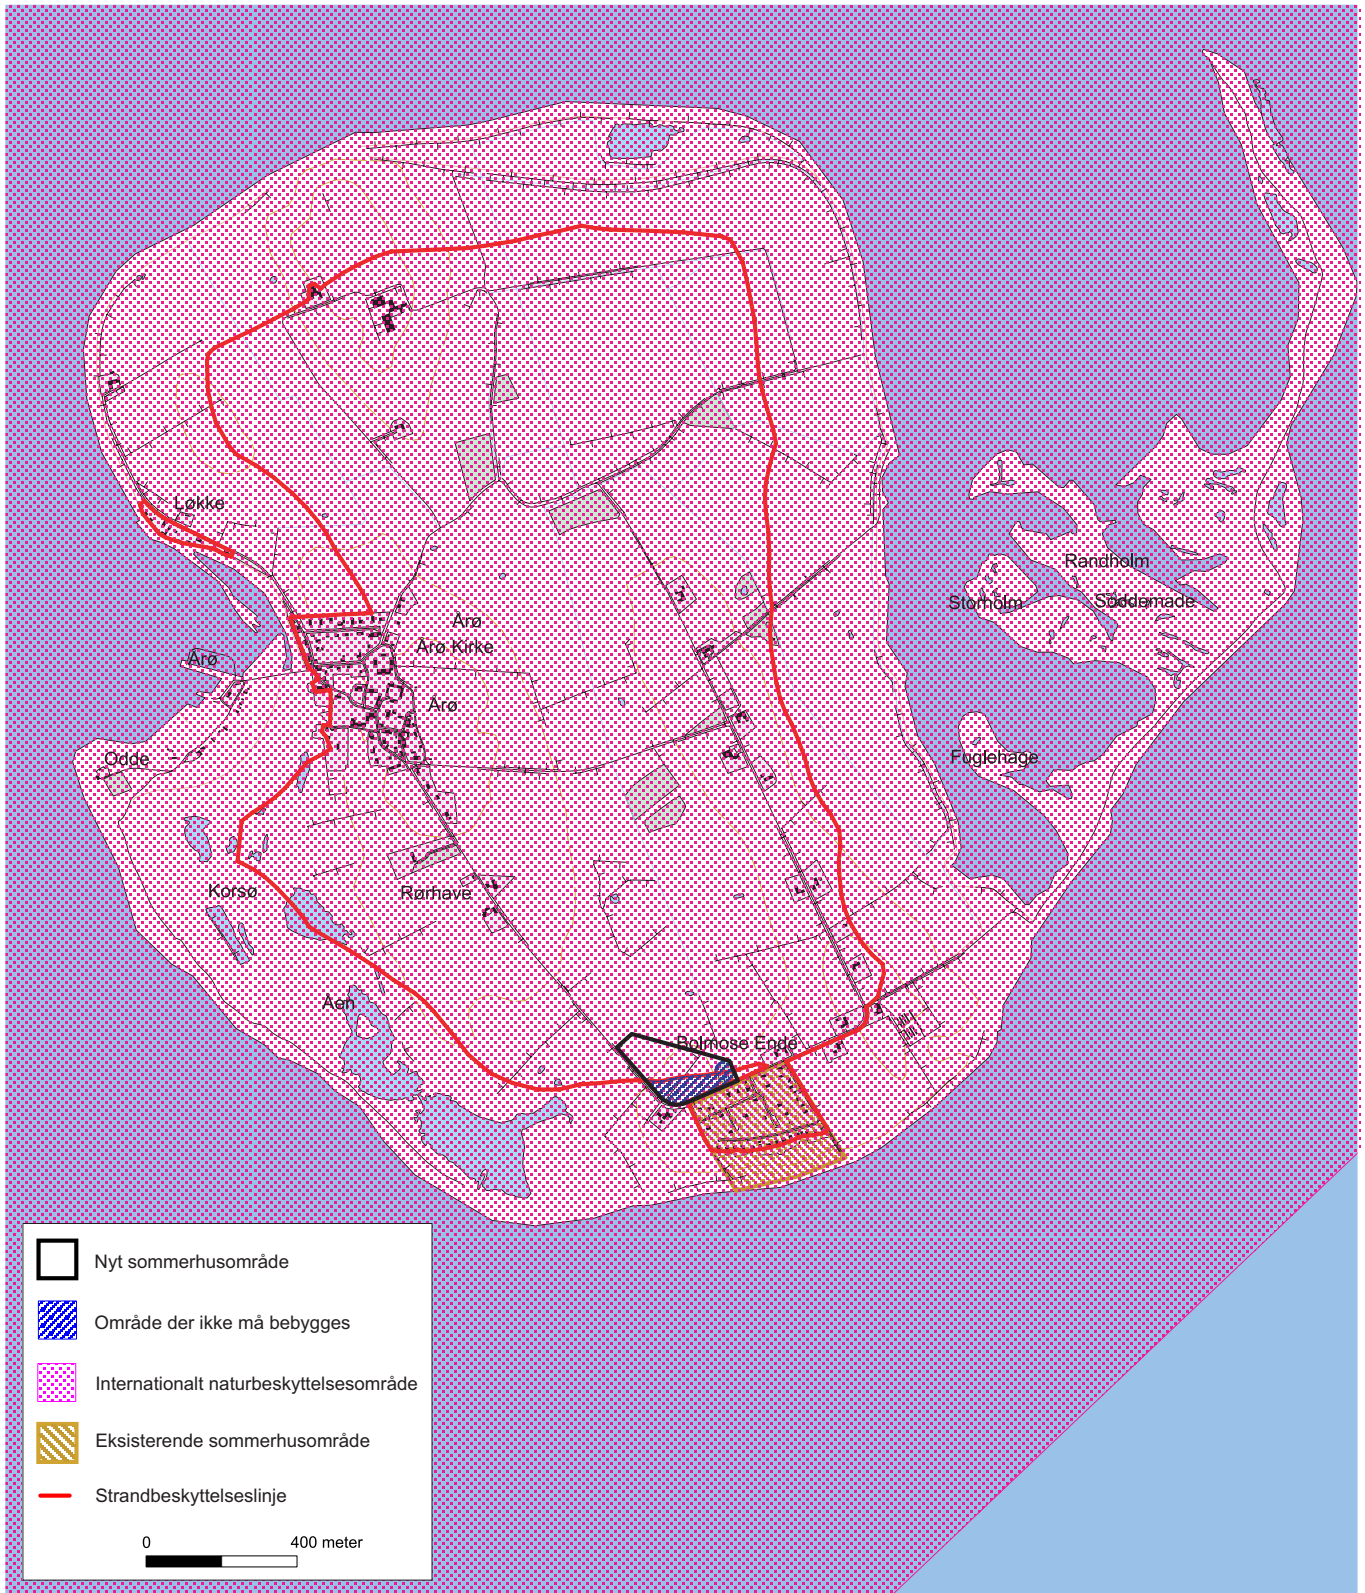 Løkke
Randholm
Storholm
Soddemade
Årø
Årø Kirke
Årø
Årø
Odde
Fuglehage
Korsø
Rørhave
Aen
Bolmose Ende
Nyt sommerhusområde
Område der ikke må bebygges
Internationalt naturbeskyttelsesområde
Eksisterende sommerhusområde
Strandbeskyttelseslinje
0 400 meter